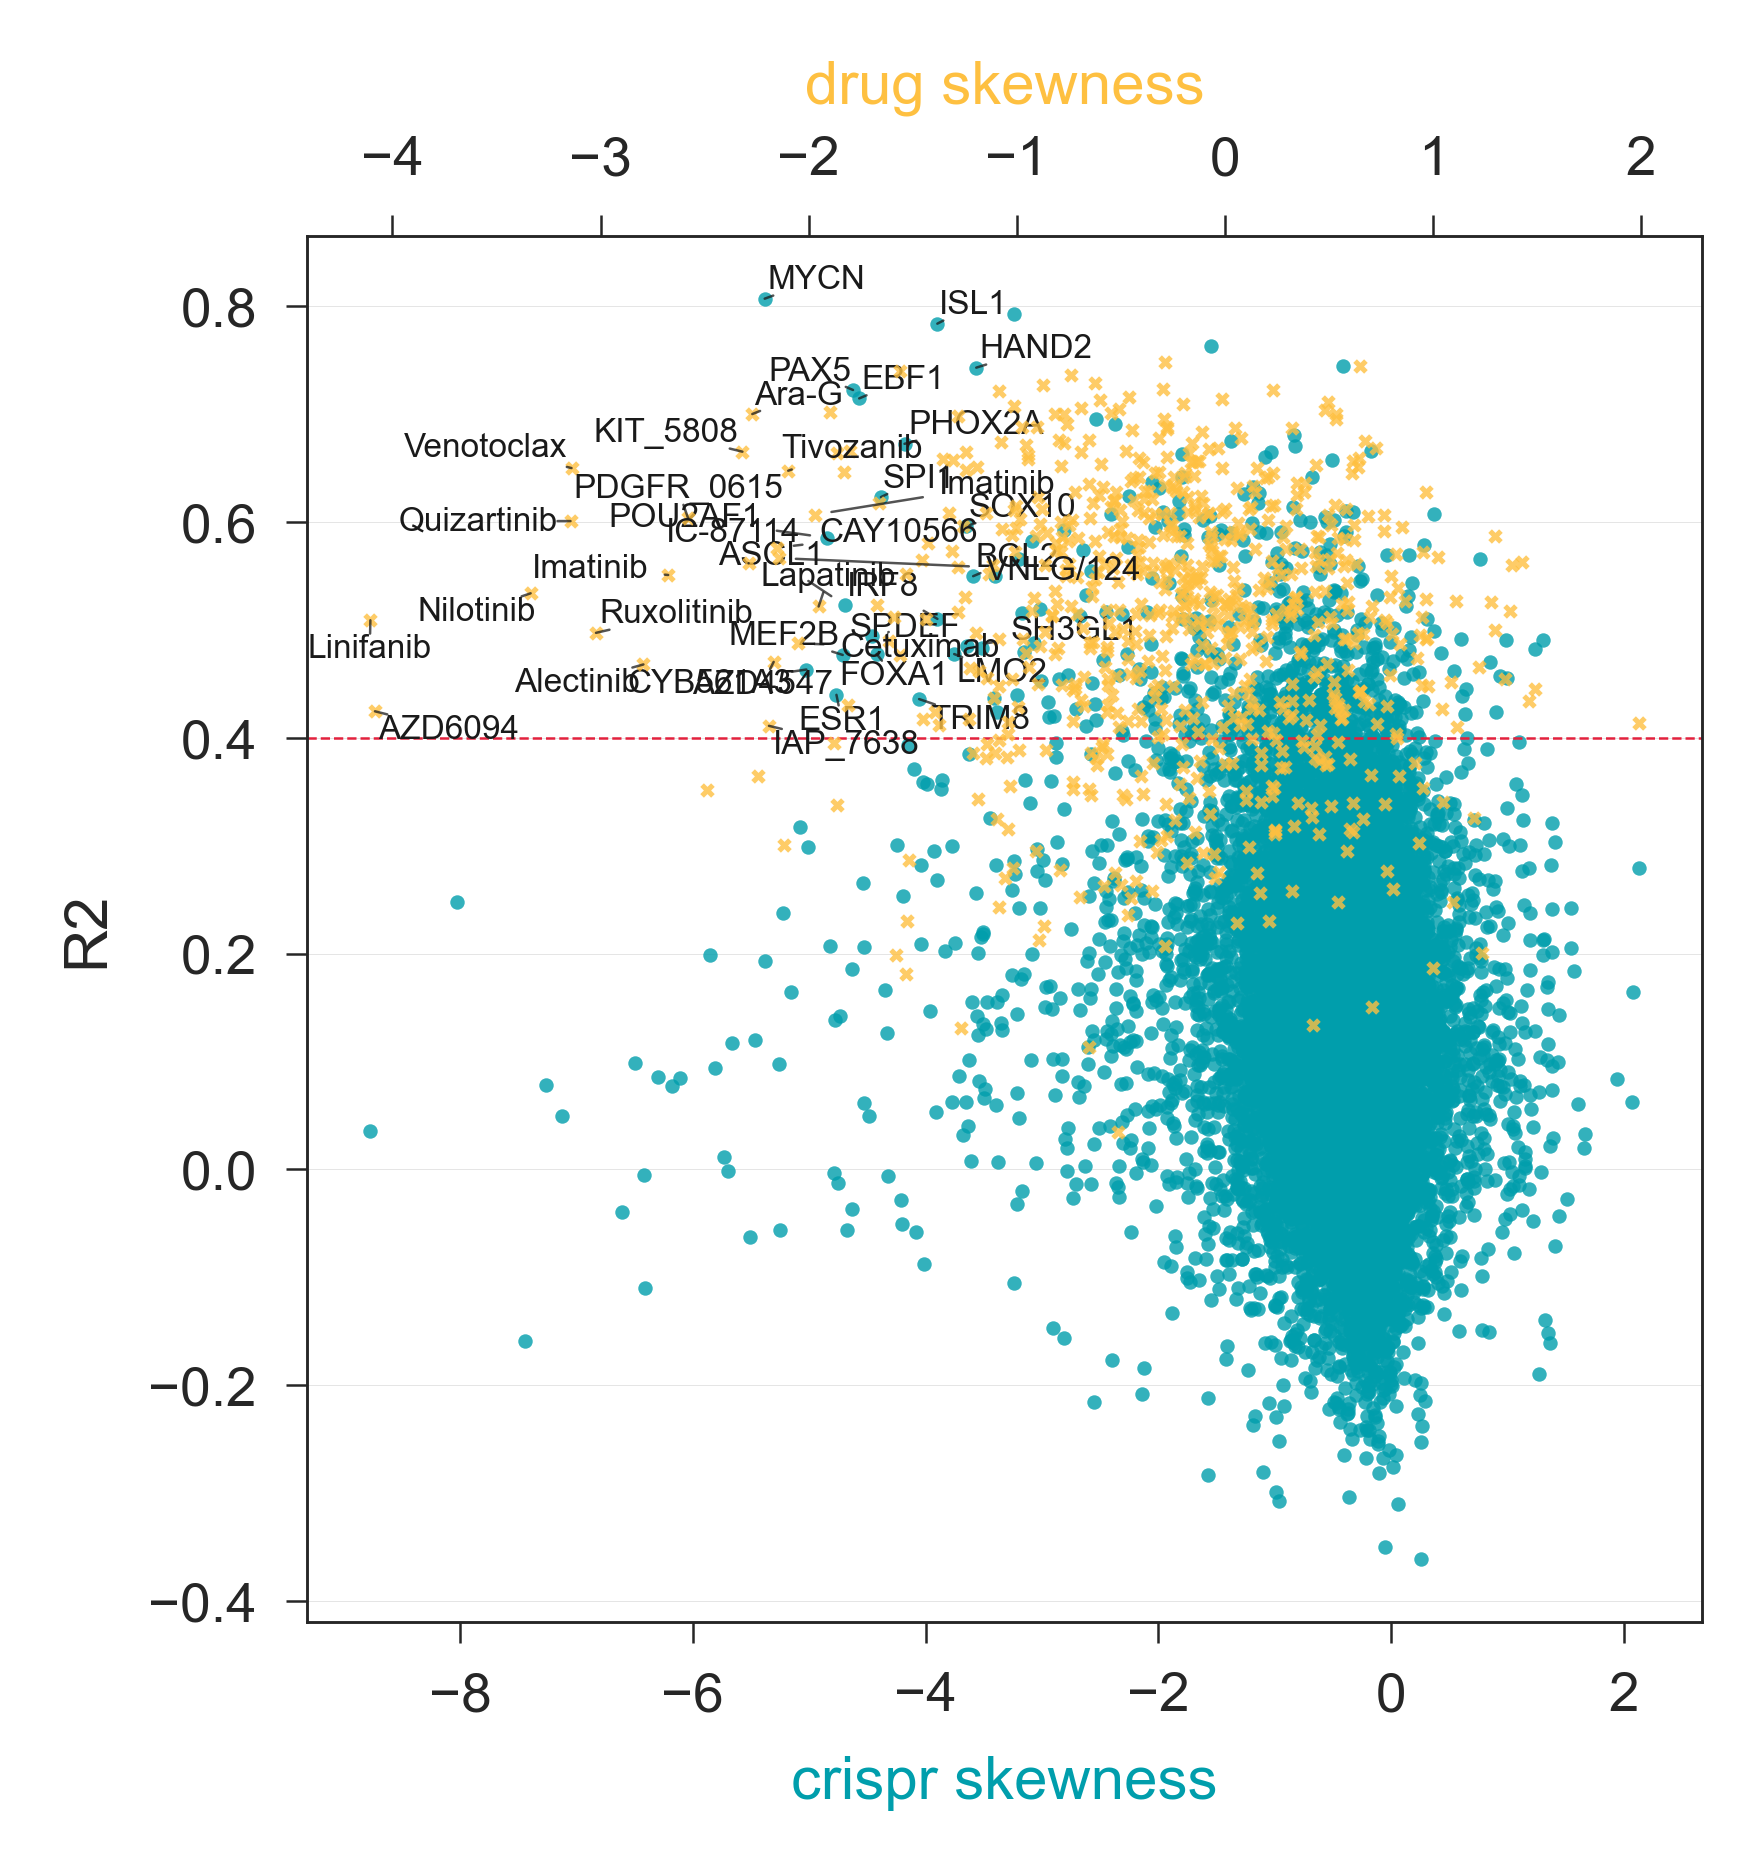 drug skewness
−4 −3 −2 −1 0 1 2
MYCN
ISL1
0.8
HAND2
PAX5
EBF1
Ara-G
PHOX2A
KIT_5808
Venotoclax
Tivozanib
SPI1
PDGFR_0615
Imatinib
SOX10
0.6
Quizartinib
POU2AF1
IC-87114
CAY10566
ASCL1
BCL2
VNLG/124
Imatinib
Lapatinib
IRF8
Nilotinib
Ruxolitinib
Linifanib
MEF2B
SPDEF
SH3GL1
Cetuximab
Alectinib
CYB561A3
AZD4547
FOXA1
LMO2
AZD6094
ESR1
TRIM8
0.4
IAP_7638
R2
0.2
0.0
−0.2
−0.4
−8 −6 −4 −2 0 2
crispr skewness